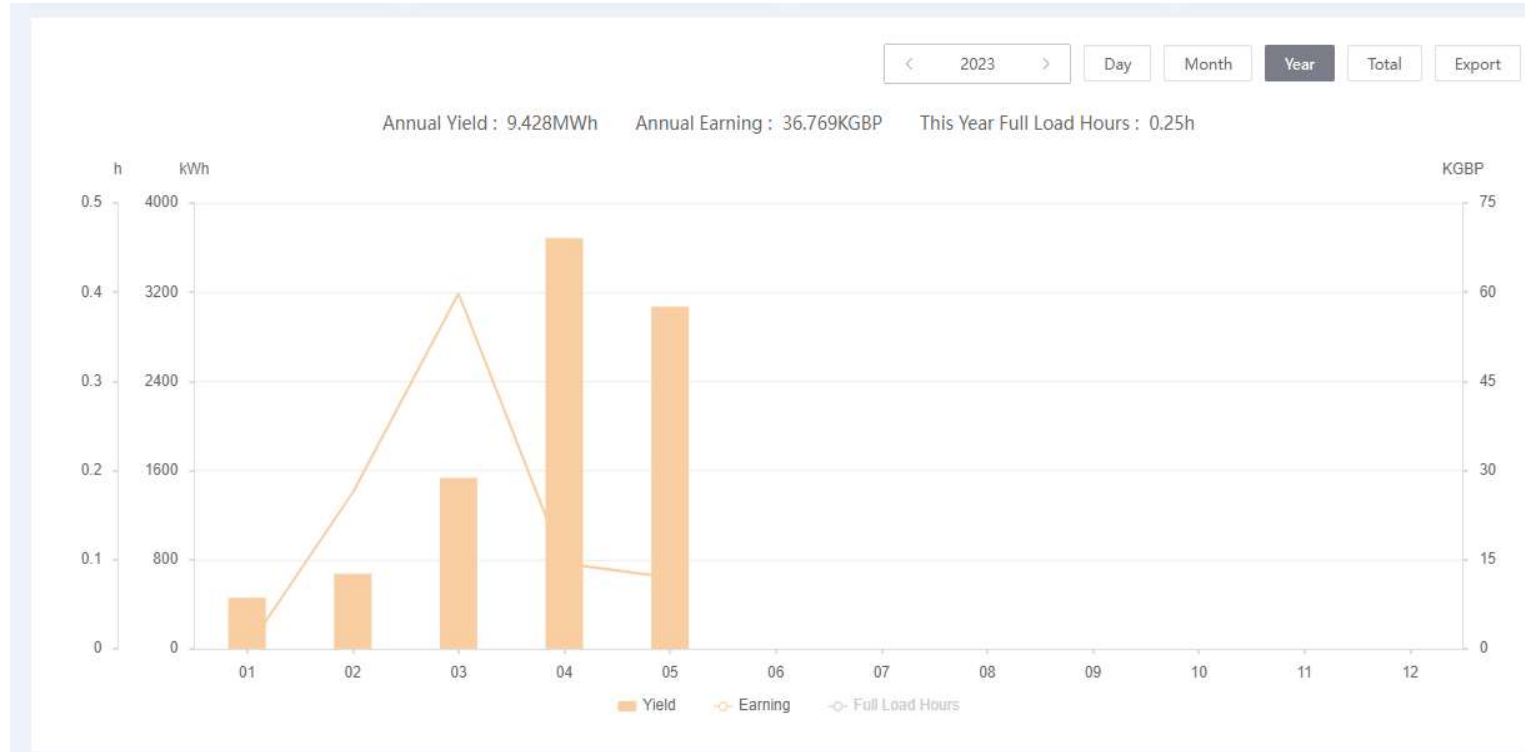 2023 Day Month Year Total Export
Annual Yield : 9.428MWh Annual Earning : 36.769KGBP This Year Full Load Hours : 0.25h
h kWh KGBP
0.5 4000 75
0.4 3200 60
0.3 2400 45
0.2 1600 30
0.1 800 15
0 0 0
01 02 03 04 05 06 07 08 09 10 11 12
Yield Earning Full Load Hours